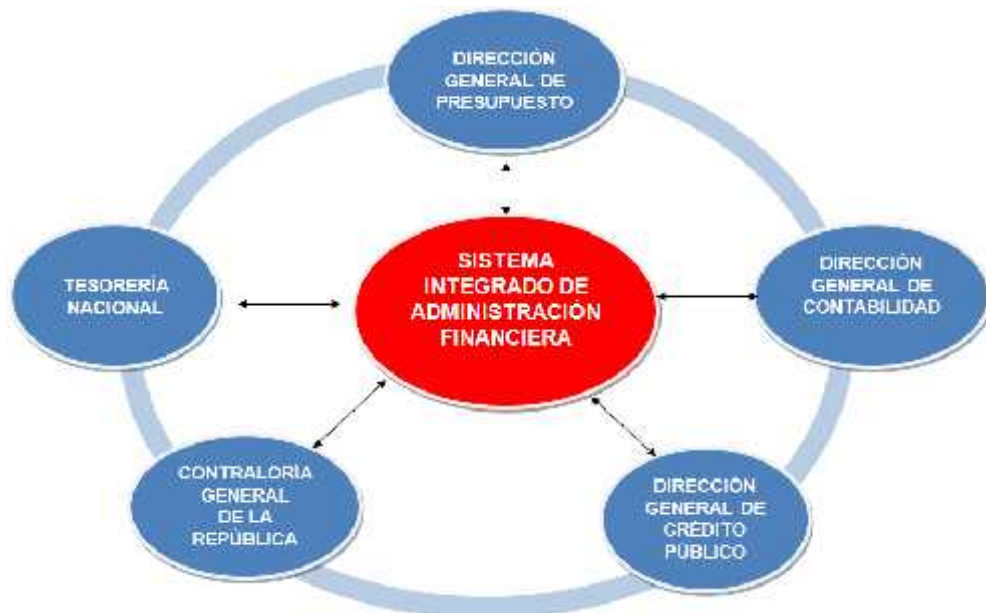 DIRECCIÓN
GENERAL DE
PRESUPUESTO
TESORERÍA
NACIONAL
SISTEMA
INTEGRADO DE
ADMINISTRACIÓN
FINANCIERA
DIRECCIÓN
GENERAL DE
CONTABILIDAD
CONTRALORÍA
GENERAL
DE LA
REPÚBLICA
DIRECCIÓN
GENERAL DE
CRÉDITO
PÚBLICO